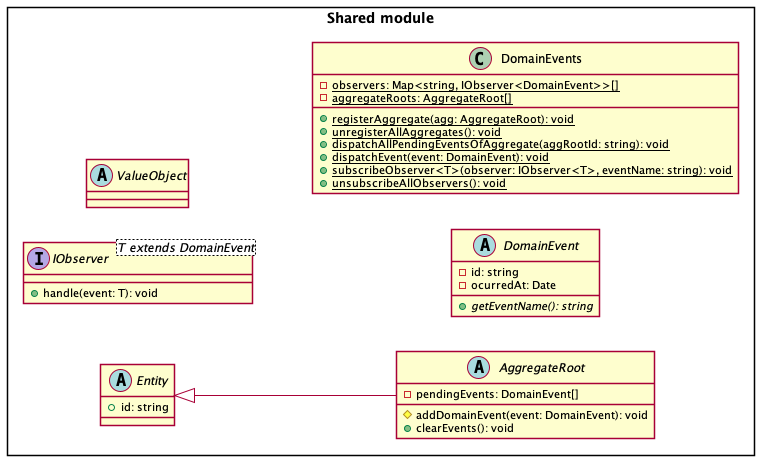 Shared module
C DomainEvents
observers: Map<string, IObserver<DomainEvent>>[]
aggregateRoots: AggregateRoot[]
registerAggregate(agg: AggregateRoot): void
unregisterAllAggregates(): void
dispatchAllPendingEventsOfAggregate(aggRootId: string): void
dispatchEvent(event: DomainEvent): void
subscribeObserver<T>(observer: IObserver<T>, eventName: string): void
unsubscribeAllObservers(): void
A ValueObject
I IObserver
T extends DomainEvent
handle(event: T): void
A DomainEvent
id: string
ocurredAt: Date
getEventName(): string
A Entity
id: string
A AggregateRoot
pendingEvents: DomainEvent[]
addDomainEvent(event: DomainEvent): void
clearEvents(): void